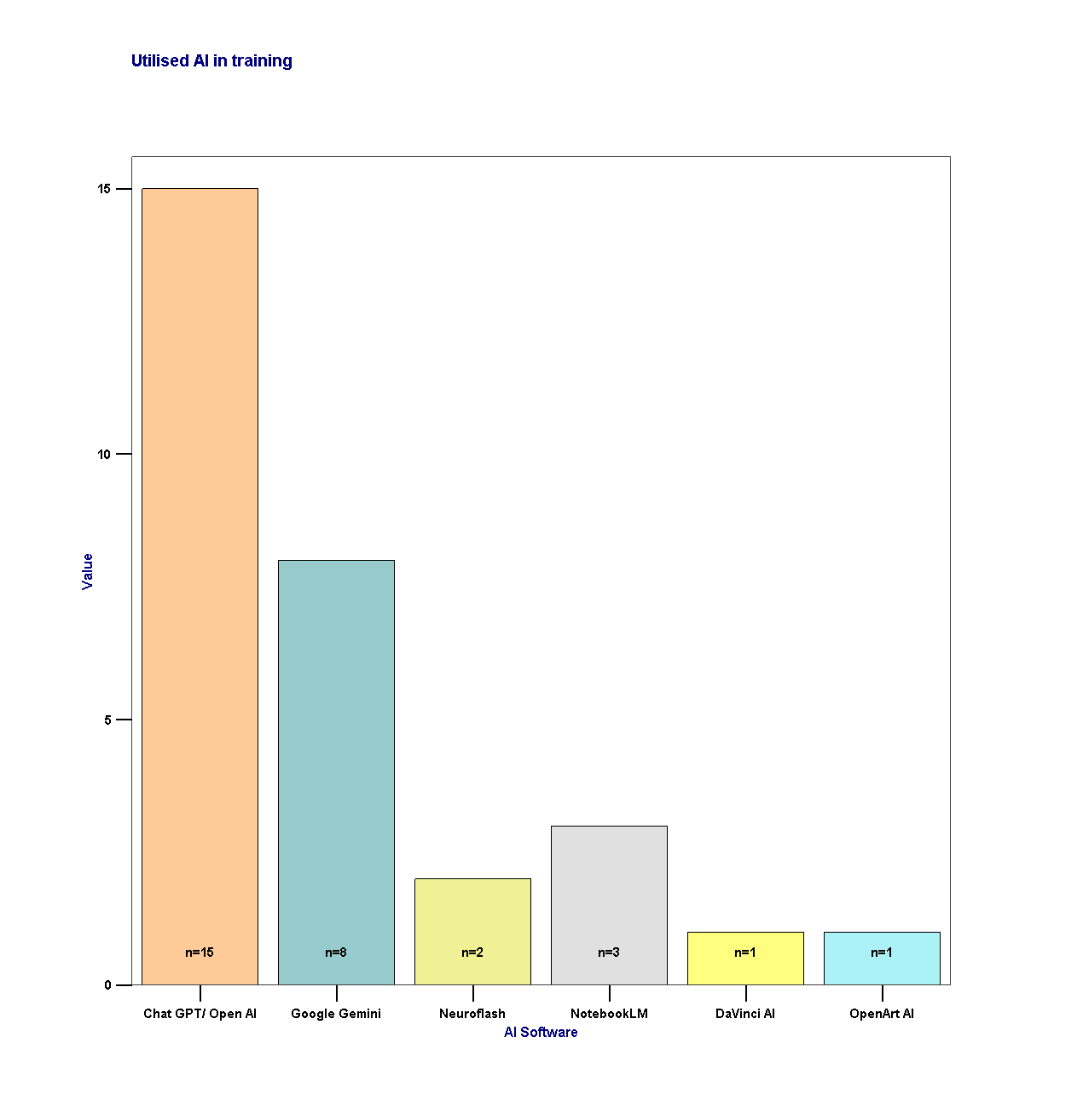 Utilised AI in training
15
10
5
0
Value
n=15 n=8 n=2 n=3 n=1 n=1
Chat GPT/ Open AI Google Gemini Neuroflash NotebookLM DaVinci AI OpenArt AI
AI Software